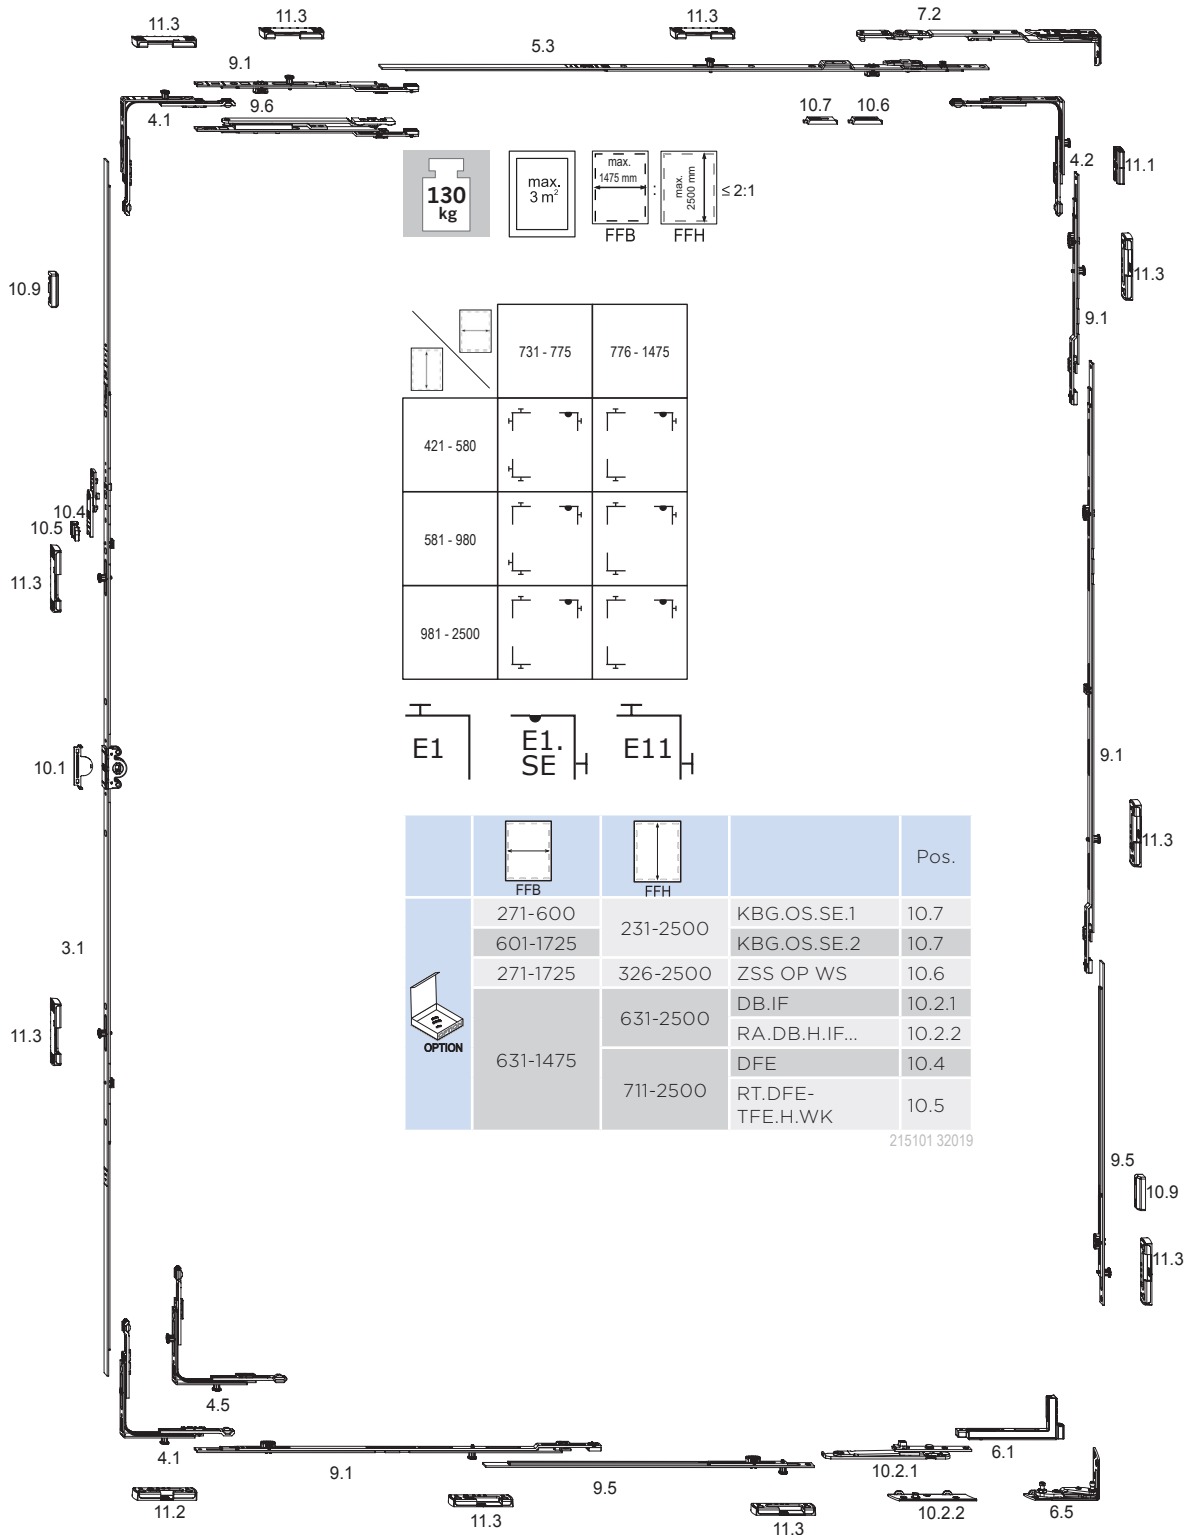 11.3
11.3
11.3
7.2
5.3
9.1
4.1
9.6
10.7
10.6
4.2
11.1
130
kg
max.
3 m²
max.
1475 mm
:
max.
2500 mm
≤ 2:1
FFB
FFH
10.9
11.3
9.1
731 - 775
776 - 1475
421 - 580
10.4
10.5
581 - 980
11.3
981 - 2500
E1
E1.
SE
E11
10.1
9.1
11.3
FFB
FFH
Pos.
271-600
231-2500
KBG.OS.SE.1
10.7
601-1725
KBG.OS.SE.2
10.7
271-1725
326-2500
ZSS OP WS
10.6
631-1475
631-2500
DB.IF
10.2.1
RA.DB.H.IF...
10.2.2
711-2500
DFE
10.4
RT.DFE-
TFE.H.WK
10.5
OPTION
215101 32019
3.1
11.3
9.5
10.9
11.3
4.5
4.1
9.1
9.5
10.2.1
6.1
11.2
11.3
11.3
10.2.2
6.5